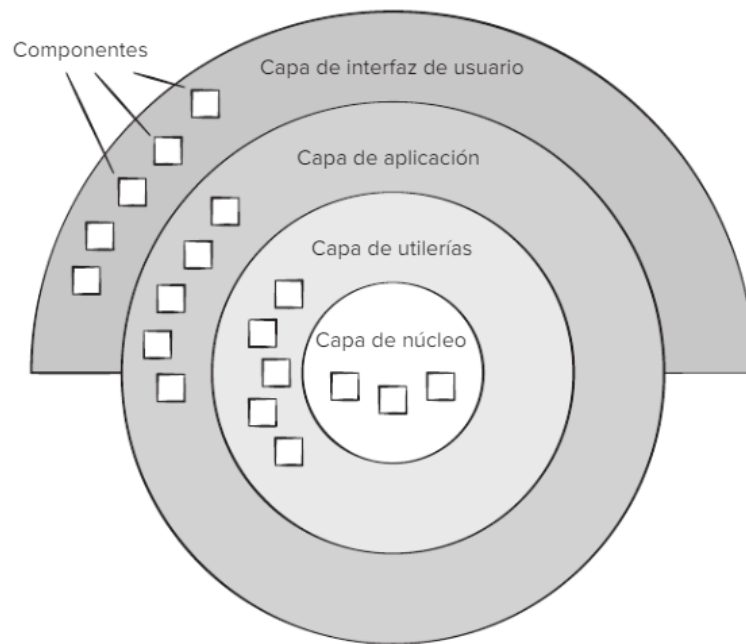 Componentes
Capa de interfaz de usuario
Capa de aplicación
Capa de utilerías
Capa de núcleo